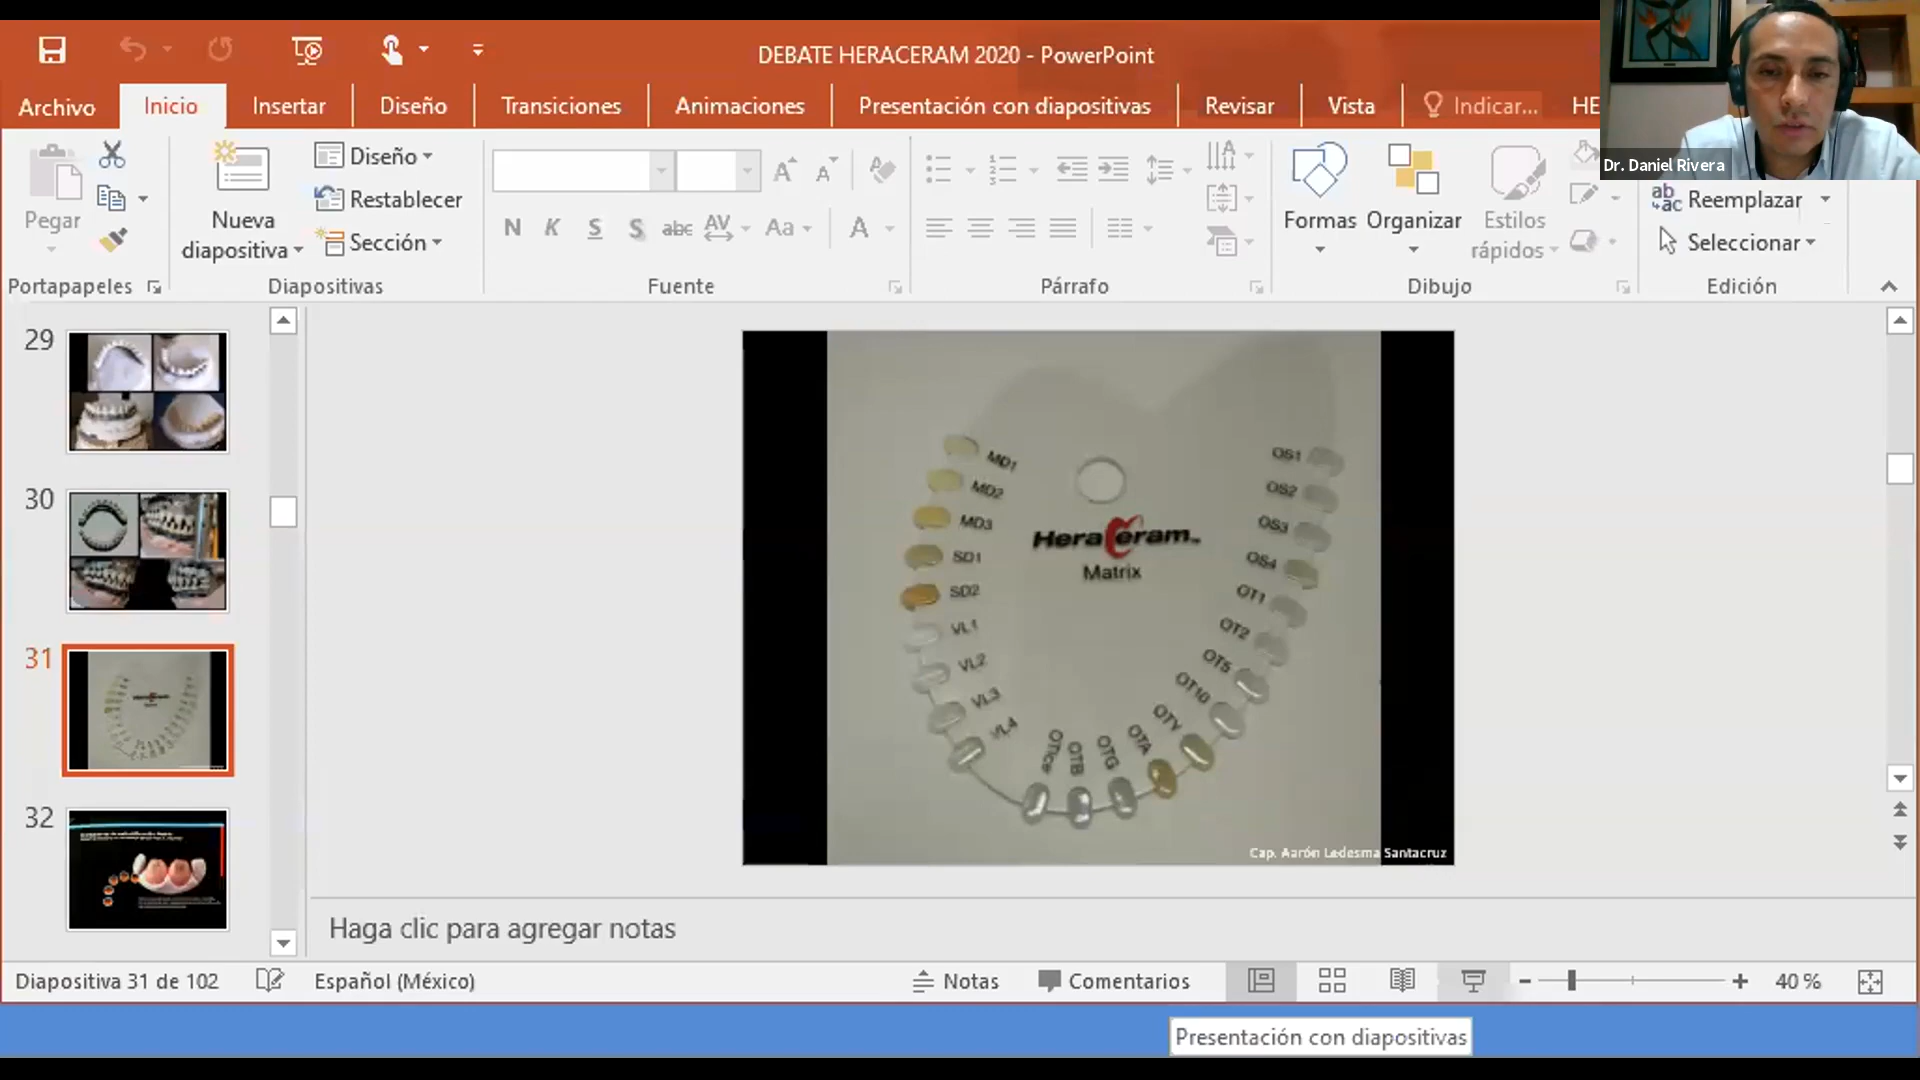 DEBATE HERACERAM 2020 - PowerPoint
Archivo
Inicio
Insertar
Diseño
Transiciones
Animaciones
Presentación con diapositivas
Revisar
Vista
Indicar...
HE
Dr. Daniel Rivera
Pegar
Nueva
diapositiva
Diseño
Restablecer
Sección
N K S S abc AV Aa A
Formas
Organizar
Estilos
rápidos
Reemplazar
Seleccionar
Portapapeles
Diapositivas
Fuente
Párrafo
Dibujo
Edición
29
30
31
32
MD1
MD2
MD3
SD1
SD2
VL1
VL2
VL3
VL4
HeraCeram
Matrix
OS1
OS2
OS3
OS4
OT1
OT2
OT5
OT10
OTY
OTA
OTG
OTB
OTice
Cap. Aarón Ledesma Santacruz
Haga clic para agregar notas
Diapositiva 31 de 102
Español (México)
Notas
Comentarios
40 %
Presentación con diapositivas